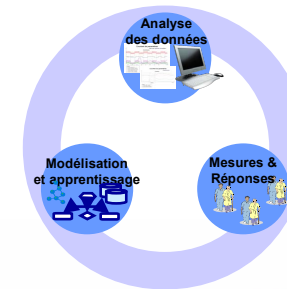 Analyse
des données
Modélisation
et apprentissage
Mesures &
Réponses